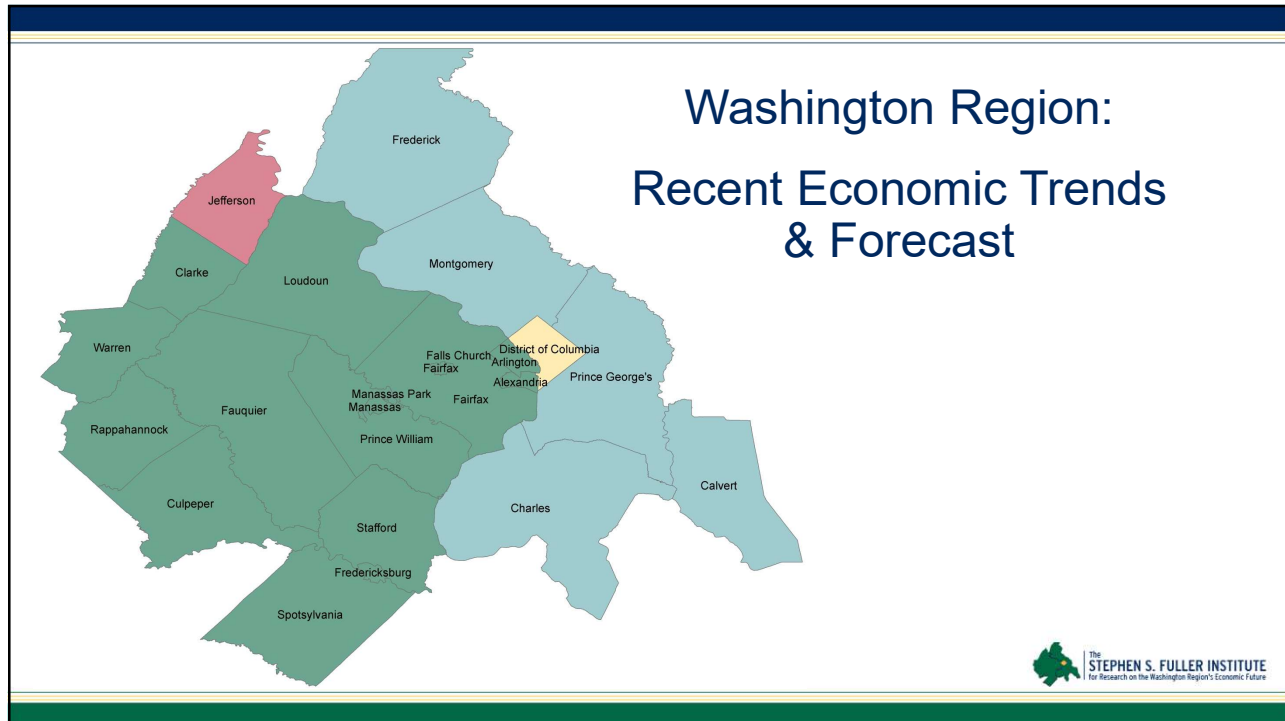 Washington Region:
Recent Economic Trends
& Forecast
Frederick
Jefferson
Montgomery
Clarke
Loudoun
Warren
Falls Church
District of Columbia
Arlington
Fairfax
Prince George's
Alexandria
Manassas Park
Manassas
Fairfax
Fauquier
Rappahannock
Prince William
Calvert
Culpeper
Charles
Stafford
Fredericksburg
Spotsylvania
The
STEPHEN S. FULLER INSTITUTE
for Research on the Washington Region's Economic Future